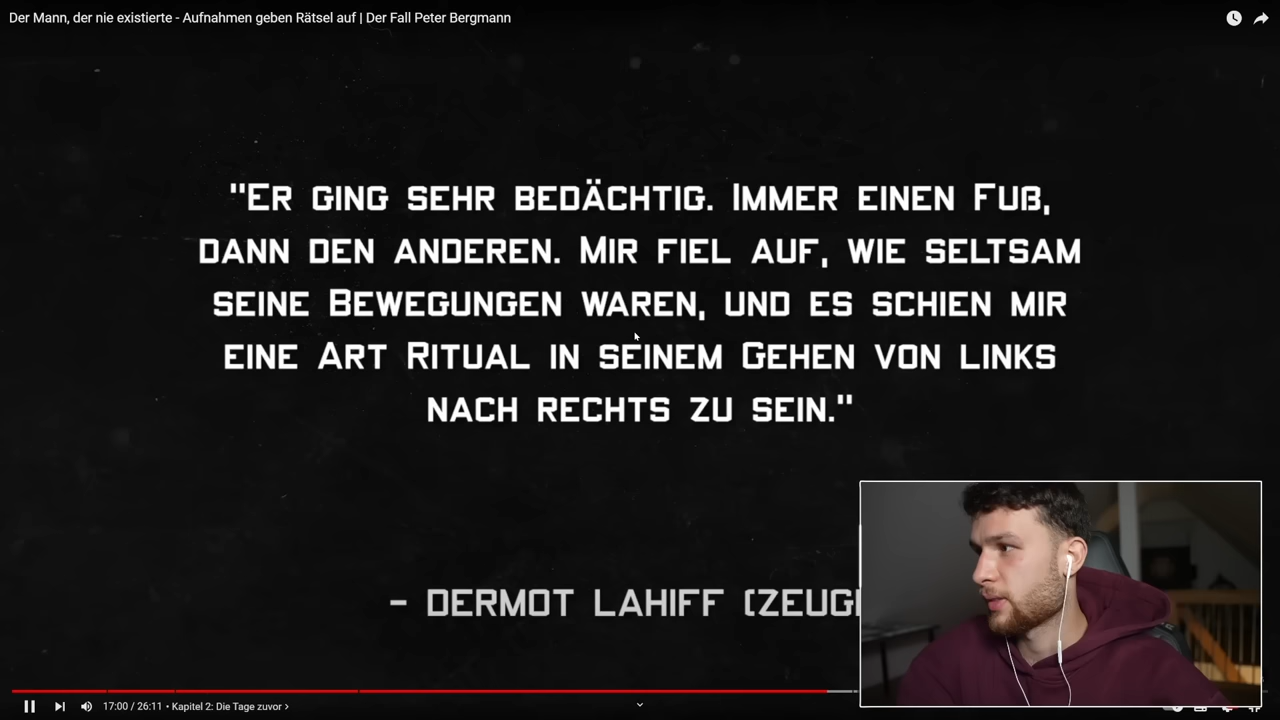 Der Mann, der nie existierte - Aufnahmen geben Rätsel auf | Der Fall Peter Bergmann
"Er ging sehr bedächtig. Immer einen Fuß,
dann den anderen. Mir fiel auf, wie seltsam
seine Bewegungen waren, und es schien mir
eine Art Ritual in seinem Gehen von links
nach rechts zu sein."
- Dermot Lahiff
17:00 / 26:11 • Kapitel 2: Die Tage zuvor ›